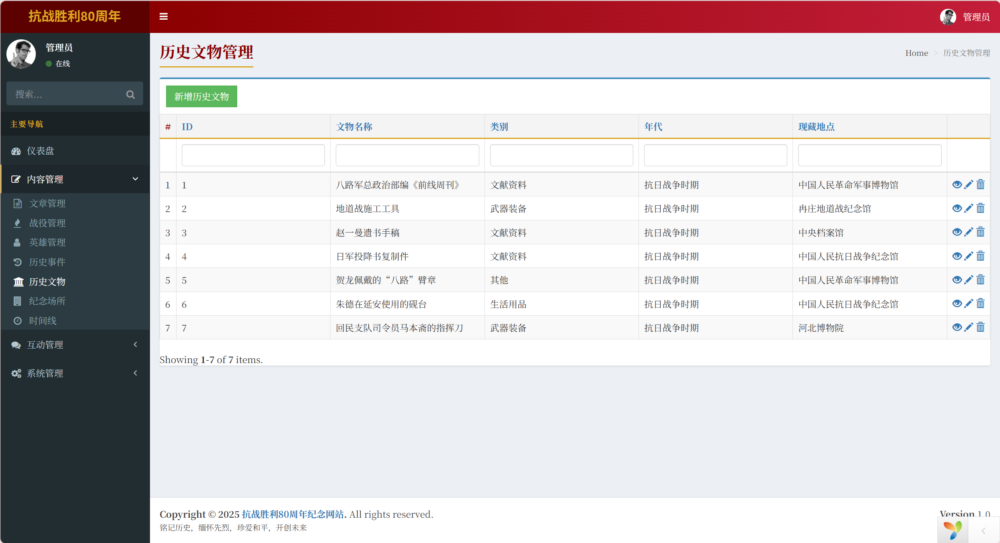 抗战胜利80周年
管理员
管理员
在线
搜索...
主要导航
仪表盘
内容管理
文章管理
战役管理
英雄管理
历史事件
历史文物
纪念场所
时间线
互动管理
系统管理
历史文物管理
Home > 历史文物管理
新增历史文物
# ID 文物名称 类别 年代 现藏地点
1 1 八路军总政治部编《前线周刊》 文献资料 抗日战争时期 中国人民革命军事博物馆
2 2 地道战施工工具 武器装备 抗日战争时期 冉庄地道战纪念馆
3 3 赵一曼遗书手稿 文献资料 抗日战争时期 中央档案馆
4 4 日军投降书复制件 文献资料 抗日战争时期 中国人民抗日战争纪念馆
5 5 贺龙佩戴的“八路”臂章 其他 抗日战争时期 中国人民革命军事博物馆
6 6 朱德在延安使用的砚台 生活用品 抗日战争时期 中国人民抗日战争纪念馆
7 7 回民支队司令员马本斋的指挥刀 武器装备 抗日战争时期 河北博物院
Showing 1-7 of 7 items.
Copyright © 2025 抗战胜利80周年纪念网站. All rights reserved.
Version 1.0
铭记历史，缅怀先烈，珍爱和平，开创未来